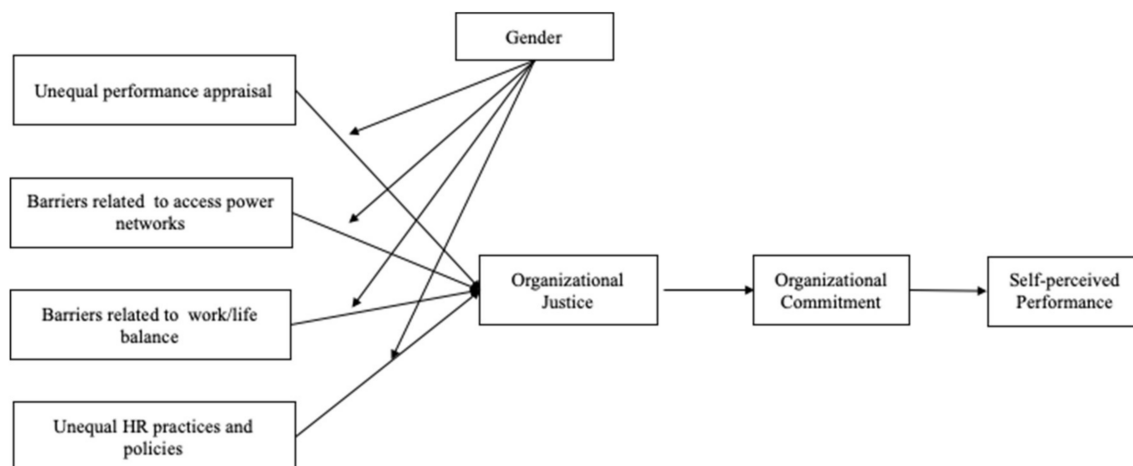 Gender
Unequal performance appraisal
Barriers related to access power
networks
Barriers related to work/life
balance
Unequal HR practices and
policies
Organizational
Justice
Organizational
Commitment
Self-perceived
Performance